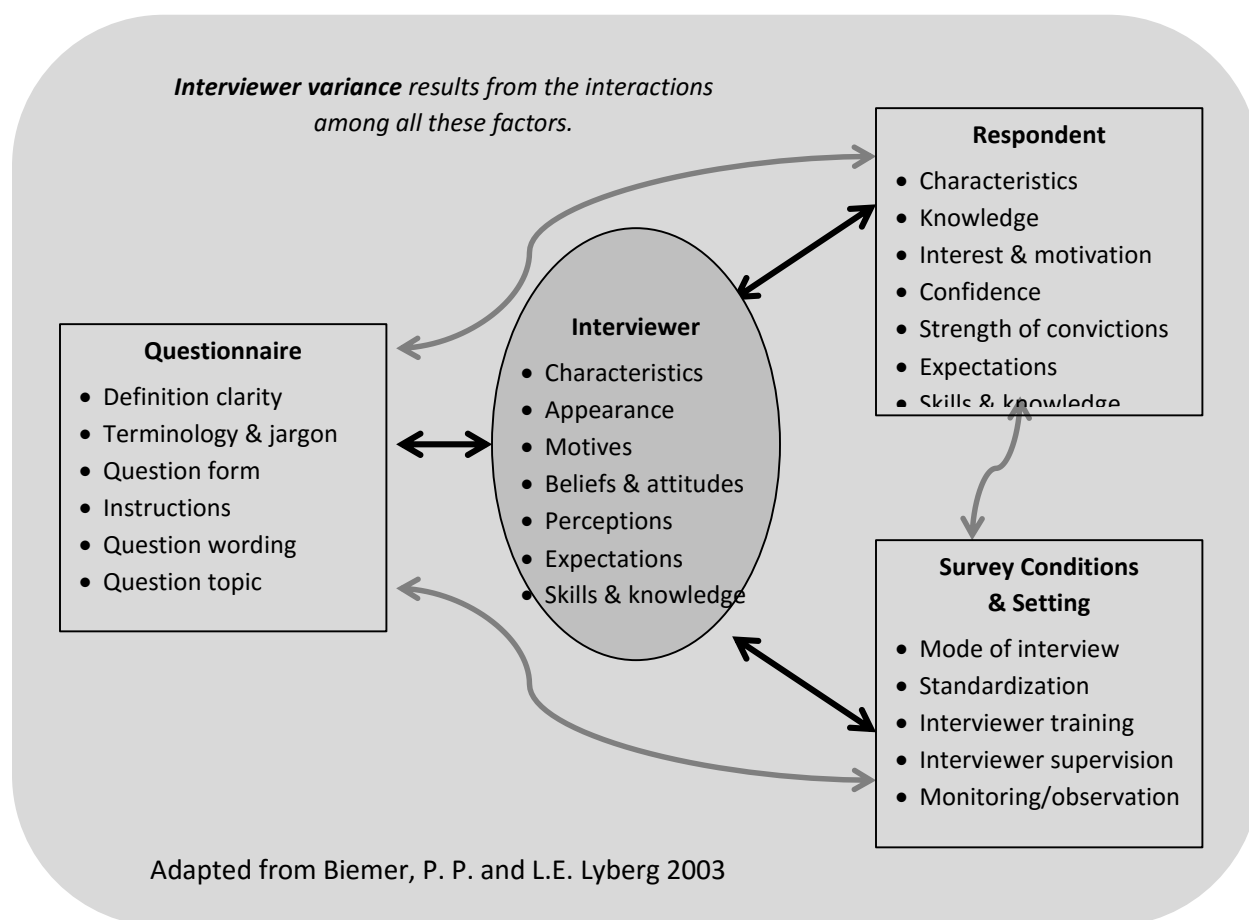 Interviewer variance results from the interactions
among all these factors.
Respondent
• Characteristics
• Knowledge
• Interest & motivation
• Confidence
• Strength of convictions
• Expectations
• Skills & knowledge
Interviewer
• Characteristics
• Appearance
• Motives
• Beliefs & attitudes
• Perceptions
• Expectations
• Skills & knowledge
Questionnaire
• Definition clarity
• Terminology & jargon
• Question form
• Instructions
• Question wording
• Question topic
Survey Conditions
& Setting
• Mode of interview
• Standardization
• Interviewer training
• Interviewer supervision
• Monitoring/observation
Adapted from Biemer, P. P. and L.E. Lyberg 2003